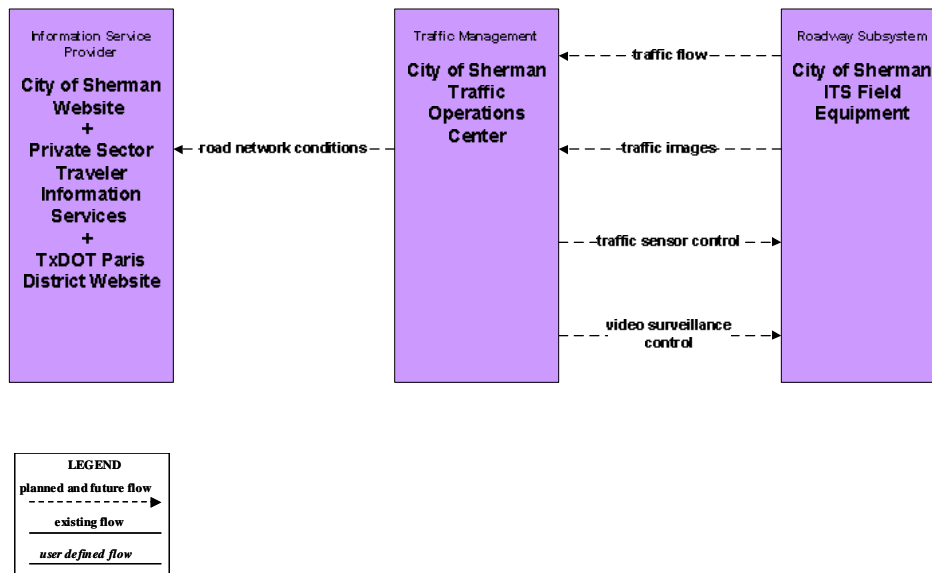 Information Service
Provider
City of Sherman
Website
+
Private Sector
Traveler
Information
Services
+
TxDOT Paris
District Website
road network conditions
Traffic Management
City of Sherman
Traffic
Operations
Center
traffic flow
traffic images
traffic sensor control
video surveillance
control
Roadway Subsystem
City of Sherman
ITS Field
Equipment
LEGEND
planned and future flow
existing flow
user defined flow